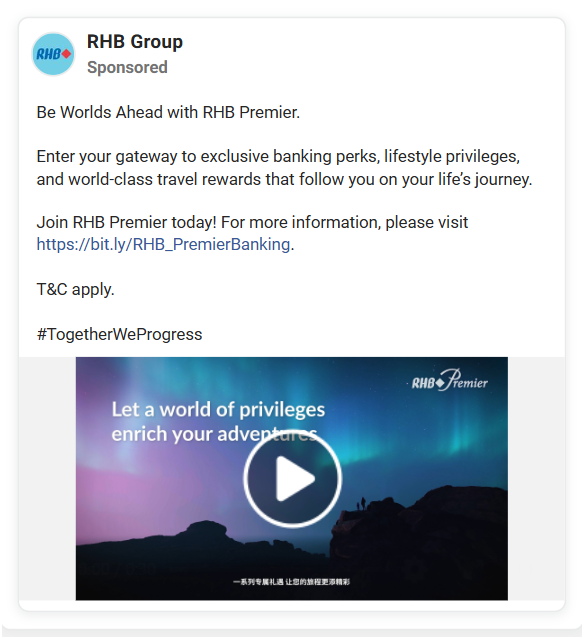 RHB
RHB Group
Sponsored
Be Worlds Ahead with RHB Premier.
Enter your gateway to exclusive banking perks, lifestyle privileges,
and world-class travel rewards that follow you on your life’s journey.
Join RHB Premier today! For more information, please visit
https://bit.ly/RHB_PremierBanking.
T&C apply.
#TogetherWeProgress
RHB Premier
Let a world of privileges
enrich your adventures
一系列专属礼遇 让您的旅程更添精彩